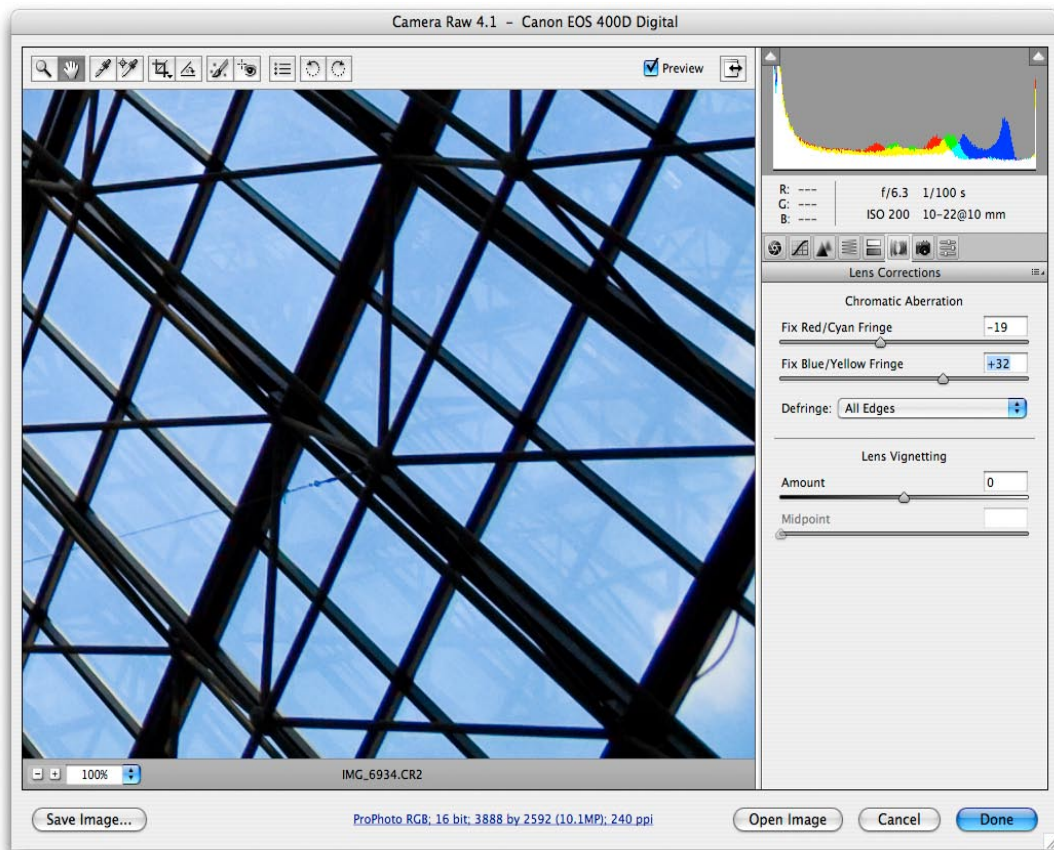 Camera Raw 4.1 – Canon EOS 400D Digital
Preview
R: ---
G: ---
B: ---
f/6.3 1/100 s
ISO 200 10-22@10 mm
Lens Corrections
Chromatic Aberration
Fix Red/Cyan Fringe -19
Fix Blue/Yellow Fringe +32
Defringe: All Edges
Lens Vignetting
Amount 0
Midpoint
100% IMG_6934.CR2
Save Image... ProPhoto RGB; 16 bit; 3888 by 2592 (10.1MP); 240 ppi Open Image Cancel Done